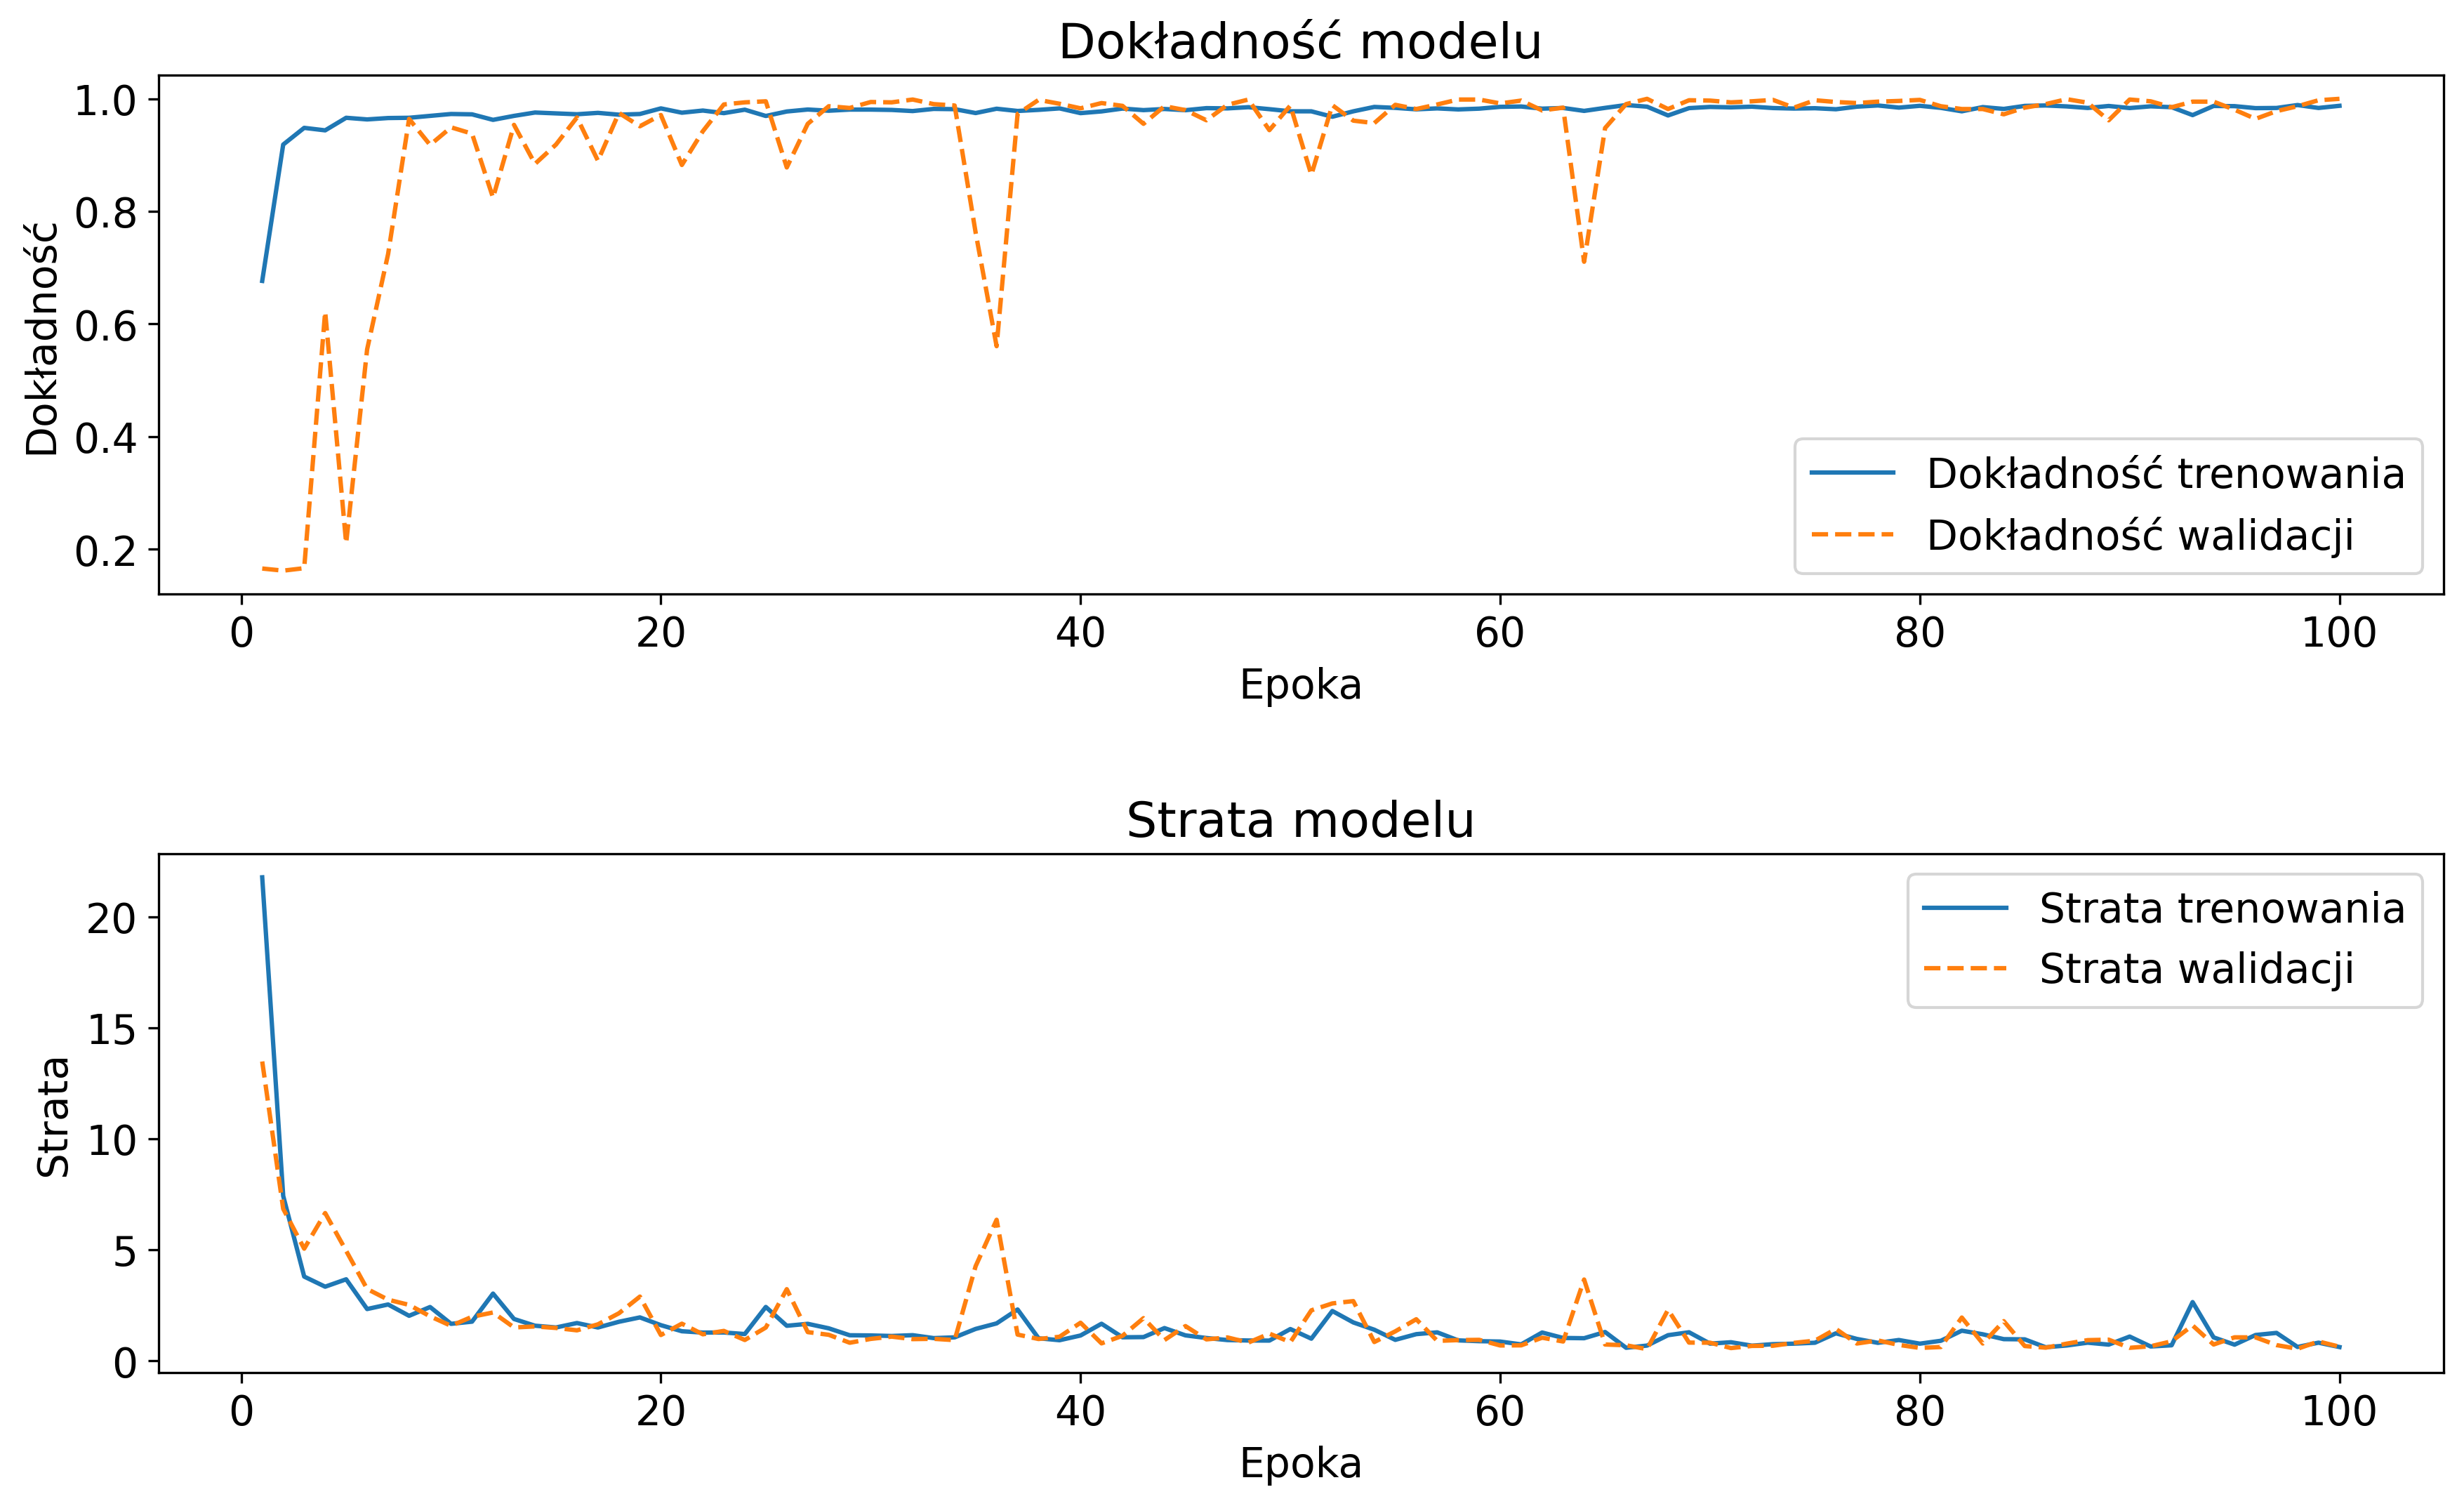 Dokładność modelu
Dokładność
1.0
0.8
0.6
0.4
0.2
Dokładność trenowania
Dokładność walidacji
0 20 40 60 80 100
Epoka
Strata modelu
Strata
20
15
10
5
0
Strata trenowania
Strata walidacji
0 20 40 60 80 100
Epoka